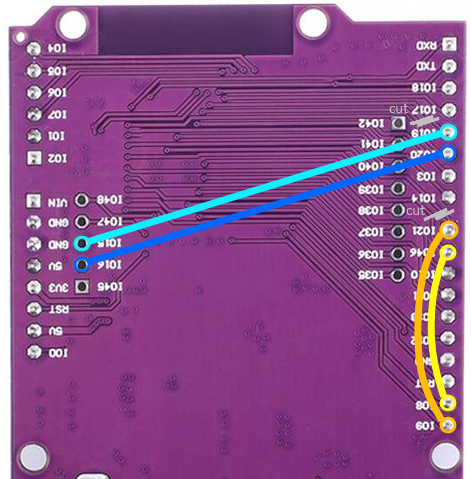 IO4
IO5
IO6
IO7
IO1
IO2
VIN
GND
GND
5V
3V3
RST
5V
IO0
IO48
IO47
IO15
IO16
IO45
cut
IO42
IO41
IO40
IO39
IO38
IO37
IO36
IO35
RXD
TXD
IO18
IO17
IO19
IO20
IO3
IO14
cut
IO21
IO8
IO9